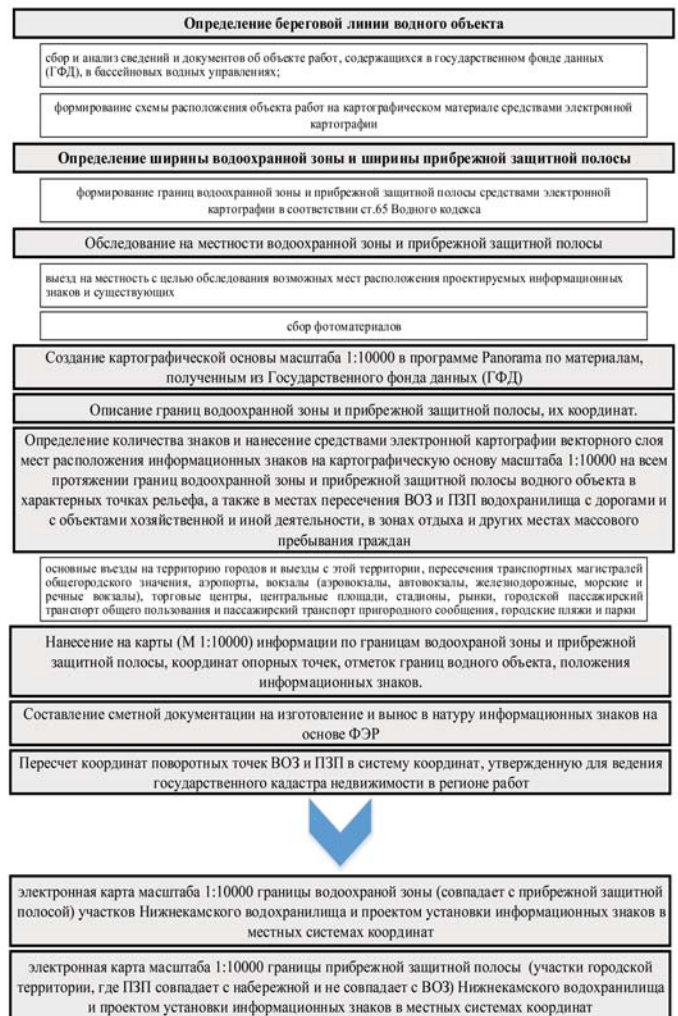 Определение береговой линии водного объекта
сбор и анализ сведений и документов об объекте работ, содержащихся в государственном фонде данных
(ГФД), в бассейновых водных управлениях;
формирование схемы расположения объекта работ на картографическом материале средствами электронной
картографии
Определение ширины водоохранной зоны и ширины прибрежной защитной полосы
формирование границ водоохранной зоны и прибрежной защитной полосы средствами электронной
картографии в соответствии ст.65 Водного кодекса
Обследование на местности водоохранной зоны и прибрежной защитной полосы
выезд на местность с целью обследования возможных мест расположения проектируемых информационных
знаков и существующих
сбор фотоматериалов
Создание картографической основы масштаба 1:10000 в программе Panorama по материалам,
полученным из Государственного фонда данных (ГФД)
Описание границ водоохранной зоны и прибрежной защитной полосы, их координат.
Определение количества знаков и нанесение средствами электронной картографии векторного слоя
мест расположения информационных знаков на картографическую основу масштаба 1:10000 на всем
протяжении границ водоохранной зоны и прибрежной защитной полосы водного объекта в
характерных точках рельефа, а также в местах пересечения ВОЗ и ПЗП водохранилища с дорогами и
с объектами хозяйственной и иной деятельности, в зонах отдыха и других местах массового
пребывания граждан
основные въезды на территорию городов и выезды с этой территории, пересечения транспортных магистралей
общегородского значения, аэропорты, вокзалы (аэровокзалы, автовокзалы, железнодорожные, морские и
речные вокзалы), торговые центры, центральные площади, стадионы, рынки, городской пассажирский
транспорт общего пользования и пассажирский транспорт пригородного сообщения, городские пляжи и парки
Нанесение на карты (М 1:10000) информации по границам водоохраной зоны и прибрежной
защитной полосы, координат опорных точек, отметок границ водного объекта, положения
информационных знаков.
Составление сметной документации на изготовление и вынос в натуру информационных знаков на
основе ФЭР
Пересчет координат поворотных точек ВОЗ и ПЗП в систему координат, утвержденную для ведения
государственного кадастра недвижимости в регионе работ
электронная карта масштаба 1:10000 границы водоохраной зоны (совпадает с прибрежной защитной
полосой) участков Нижнекамского водохранилища и проектом установки информационных знаков в
местных системах координат
электронная карта масштаба 1:10000 границы прибрежной защитной полосы (участки городской
территории, где ПЗП совпадает с набережной и не совпадает с ВОЗ) Нижнекамского водохранилища
и проектом установки информационных знаков в местных системах координат